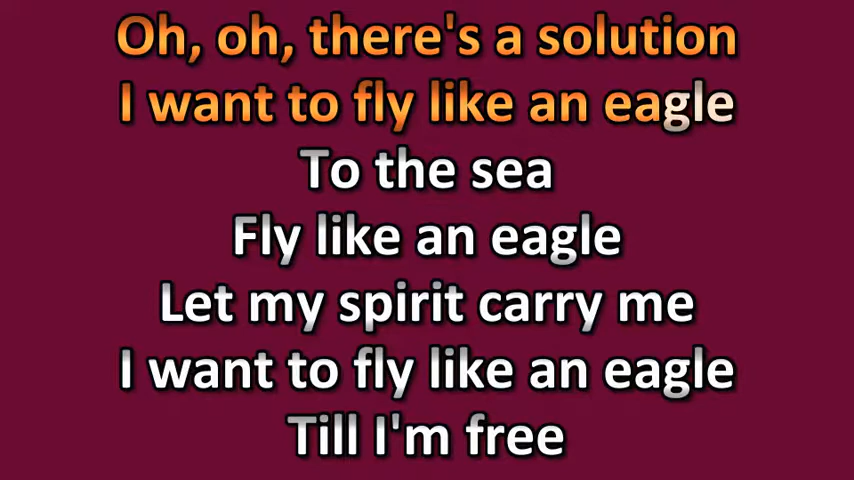 Oh, oh, there's a solution
I want to fly like an eagle
To the sea
Fly like an eagle
Let my spirit carry me
I want to fly like an eagle
Till I'm free